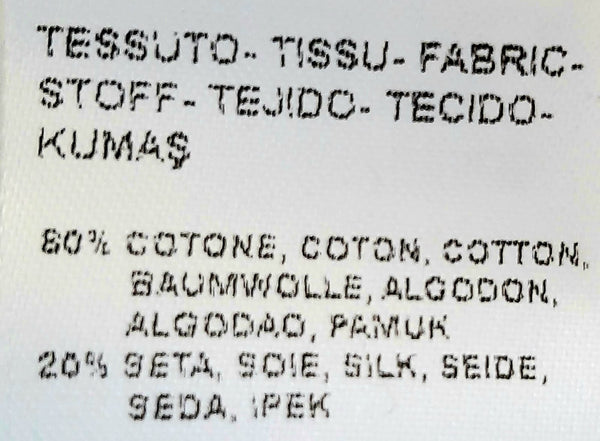 TESSUTO- TISSU- FABRIC-
STOFF- TEJIDO- TECIDO-
KUMAŞ
80% COTONE, COTON, COTTON,
BAUMWOLLE, ALGODON,
ALGODAO, PAMUK
20% SETA, SOIE, SILK, SEIDE,
SEDA, IPEK